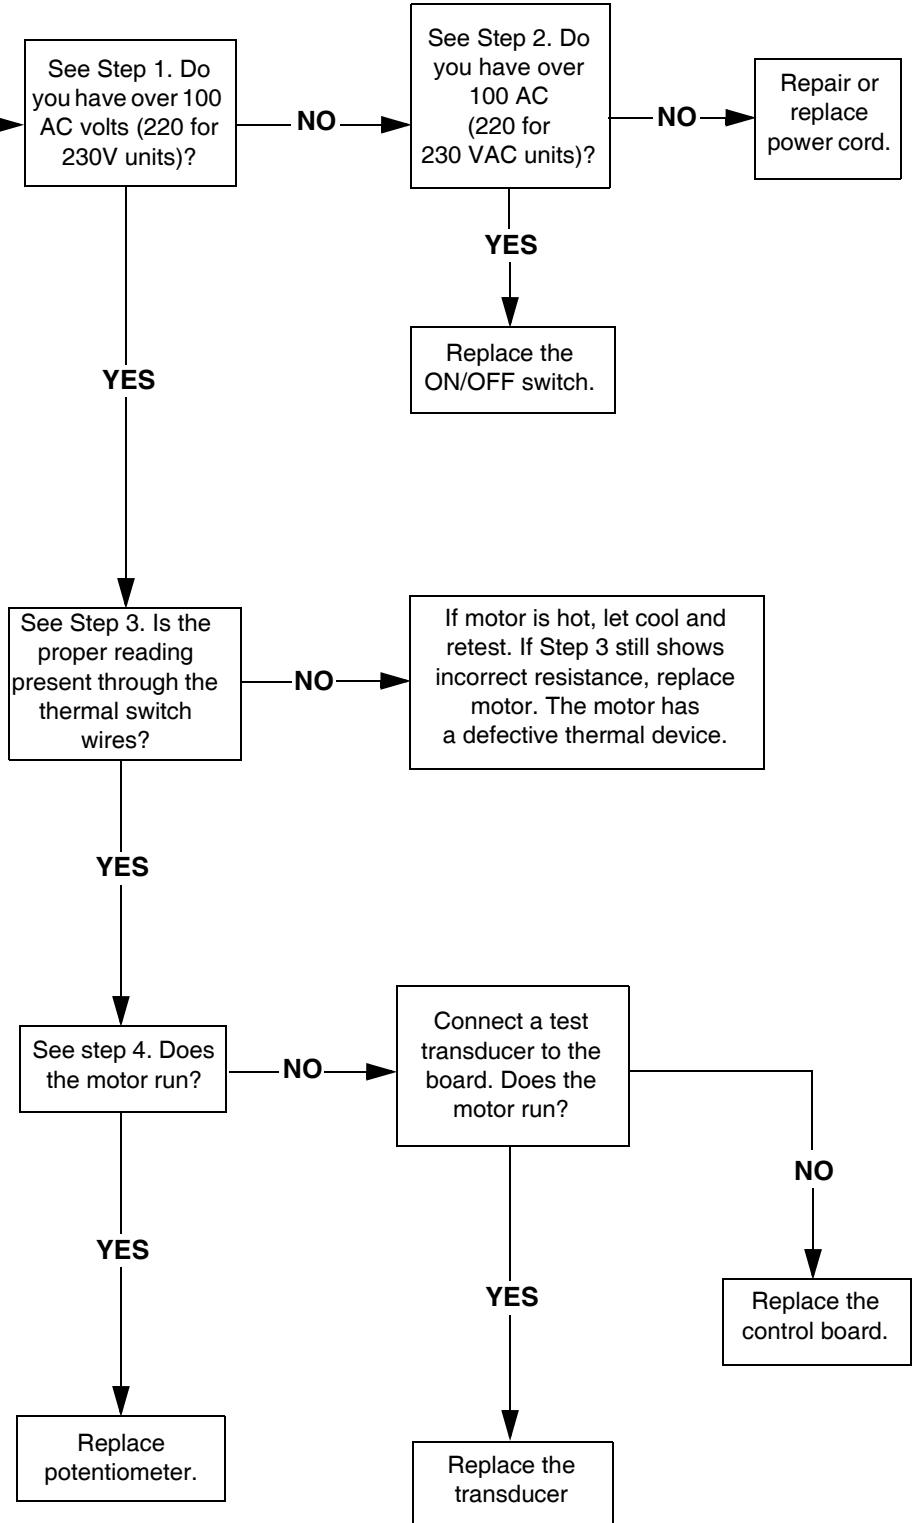 See Step 1. Do
you have over 100
AC volts (220 for
230V units)?
NO
See Step 2. Do
you have over
100 AC
(220 for
230 VAC units)?
NO
Repair or
replace
power cord.
YES
Replace the
ON/OFF switch.
YES
See Step 3. Is the
proper reading
present through the
thermal switch
wires?
NO
If motor is hot, let cool and
retest. If Step 3 still shows
incorrect resistance, replace
motor. The motor has
a defective thermal device.
YES
See step 4. Does
the motor run?
NO
Connect a test
transducer to the
board. Does the
motor run?
NO
Replace the
control board.
YES
Replace the
transducer
YES
Replace
potentiometer.